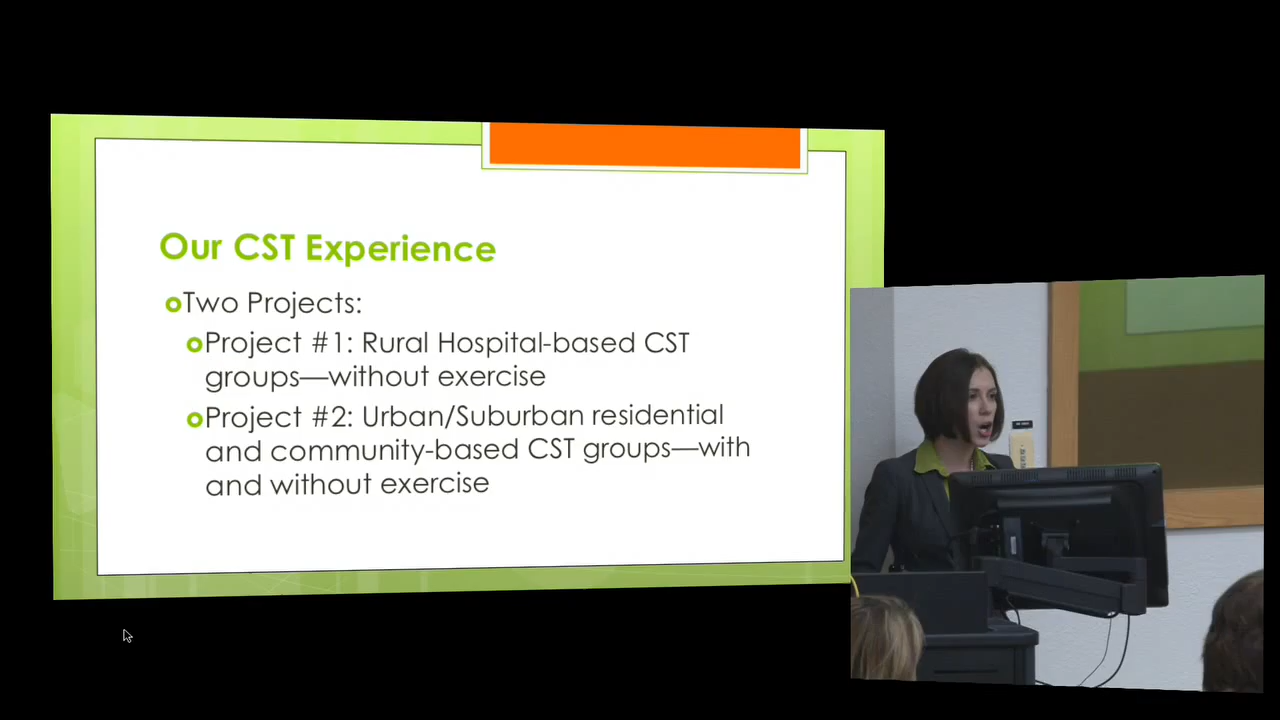 Our CST Experience
Two Projects:
Project #1: Rural Hospital-based CST
groups—without exercise
Project #2: Urban/Suburban residential
and community-based CST groups—with
and without exercise